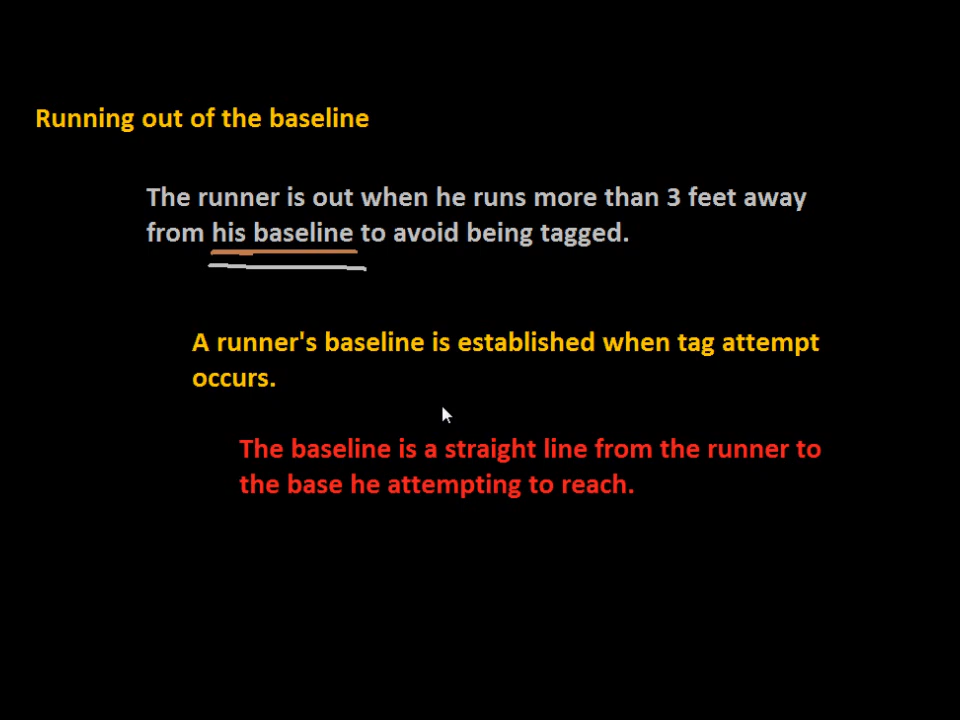 Running out of the baseline
The runner is out when he runs more than 3 feet away
from his baseline to avoid being tagged.
A runner's baseline is established when tag attempt
occurs.
The baseline is a straight line from the runner to
the base he attempting to reach.